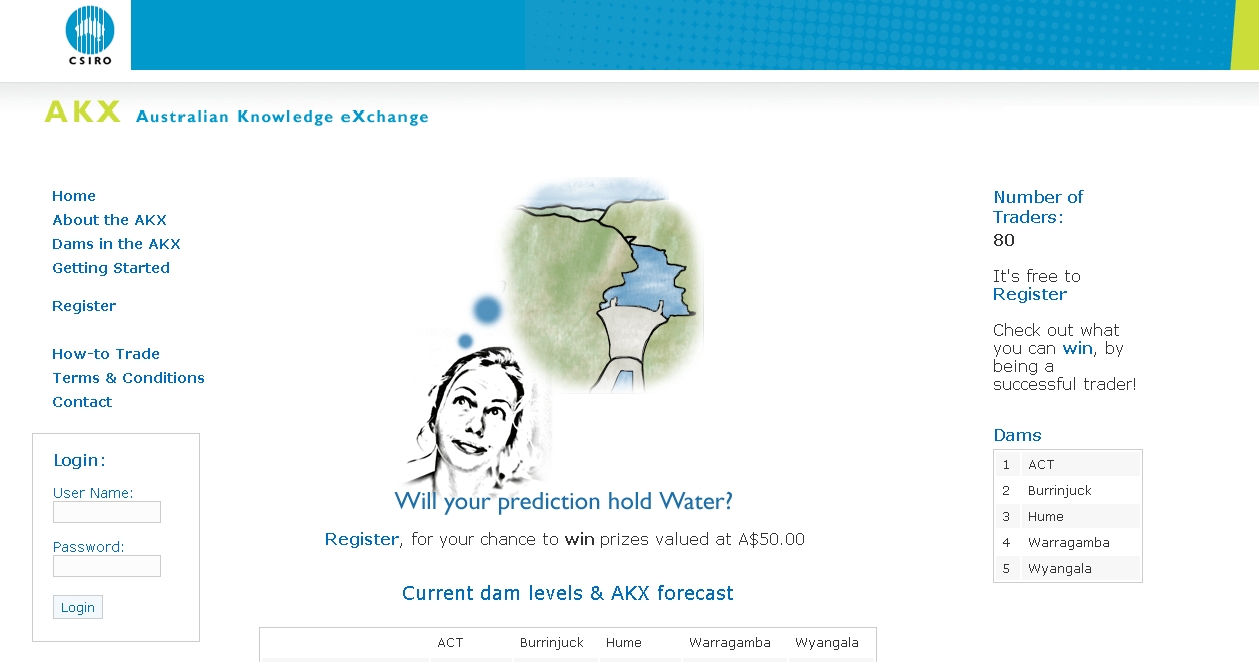 CSIRO
AKX Australian Knowledge eXchange
Home
About the AKX
Dams in the AKX
Getting Started
Register
How-to Trade
Terms & Conditions
Contact
Login:
User Name:
Password:
Login
Will your prediction hold Water?
Register, for your chance to win prizes valued at A$50.00
Current dam levels & AKX forecast
ACT Burrinjuck Hume Warragamba Wyangala
Number of
Traders:
80
It's free to
Register
Check out what
you can win, by
being a
successful trader!
Dams
1 ACT
2 Burrinjuck
3 Hume
4 Warragamba
5 Wyangala